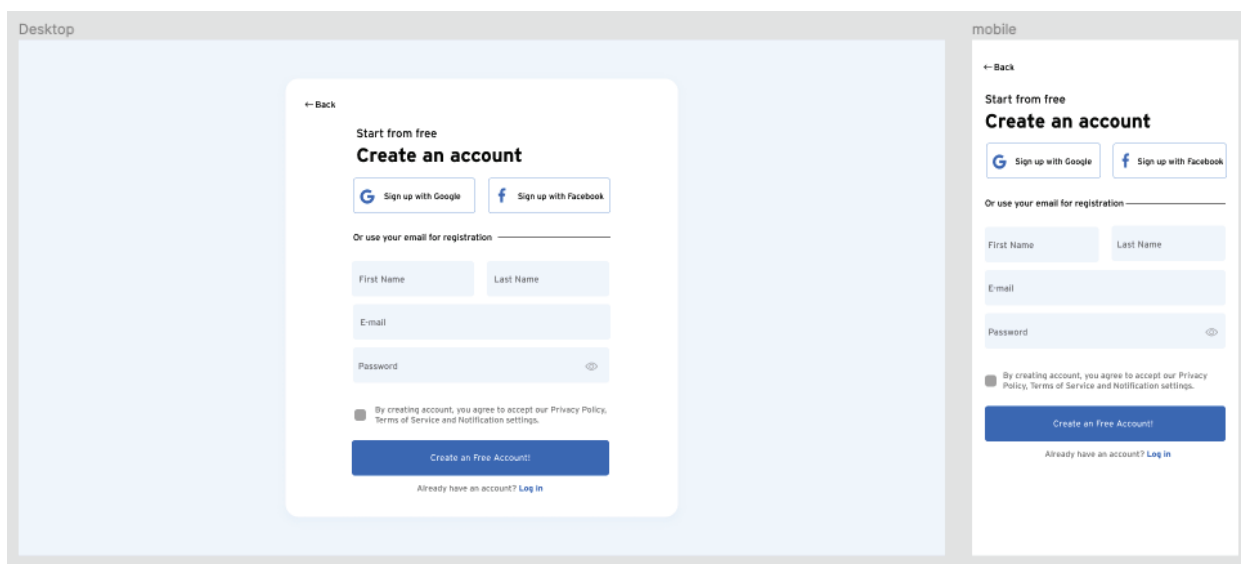 Desktop
← Back
Start from free
Create an account
Sign up with Google
Sign up with Facebook
Or use your email for registration
First Name
Last Name
E-mail
Password
By creating account, you agree to accept our Privacy Policy,
Terms of Service and Notification settings.
Create an Free Account!
Already have an account? Log in
mobile
← Back
Start from free
Create an account
Sign up with Google
Sign up with Facebook
Or use your email for registration
First Name
Last Name
E-mail
Password
By creating account, you agree to accept our Privacy
Policy, Terms of Service and Notification settings.
Create an Free Account!
Already have an account? Log in